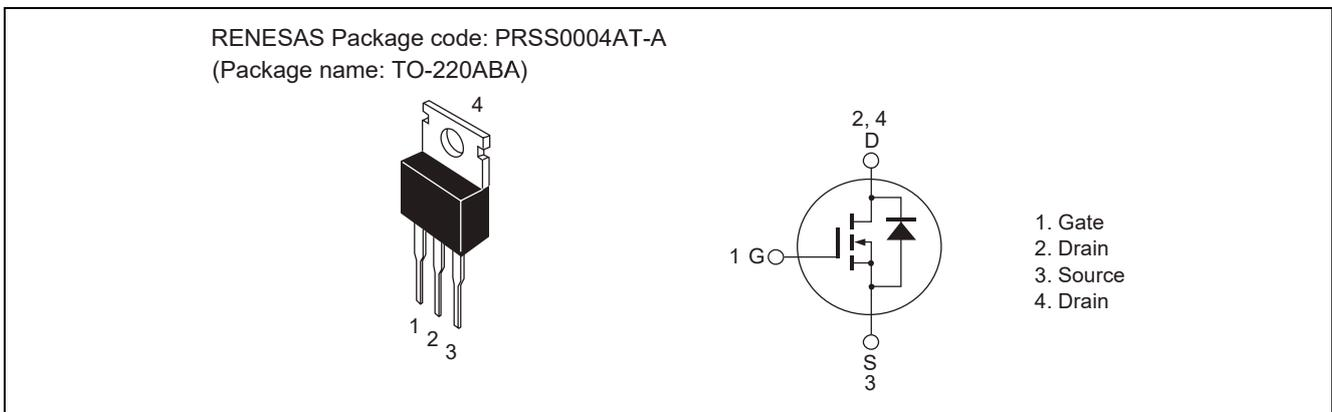 RENESAS Package code: PRSS0004AT-A
(Package name: TO-220ABA)
4
1
2
3
2, 4
D
1 G
S
3
1. Gate
2. Drain
3. Source
4. Drain